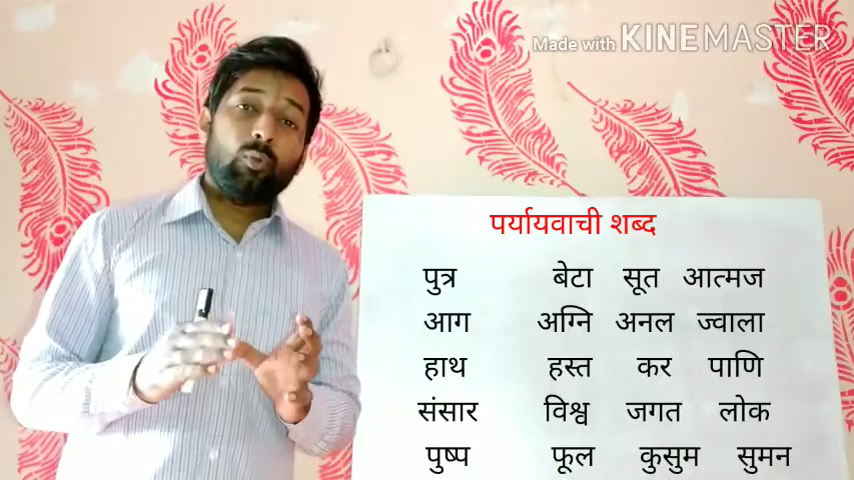 Made with KINEMASTER
पर्यायवाची शब्द
पुत्र बेटा सूत आत्मज
आग अग्नि अनल ज्वाला
हाथ हस्त कर पाणि
संसार विश्व जगत लोक
पुष्प फूल कुसुम सुमन